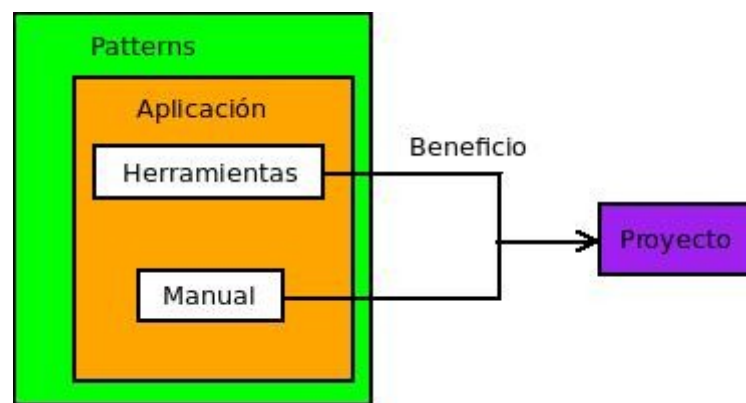 Patterns
Aplicación
Herramientas
Beneficio
Manual
Proyecto